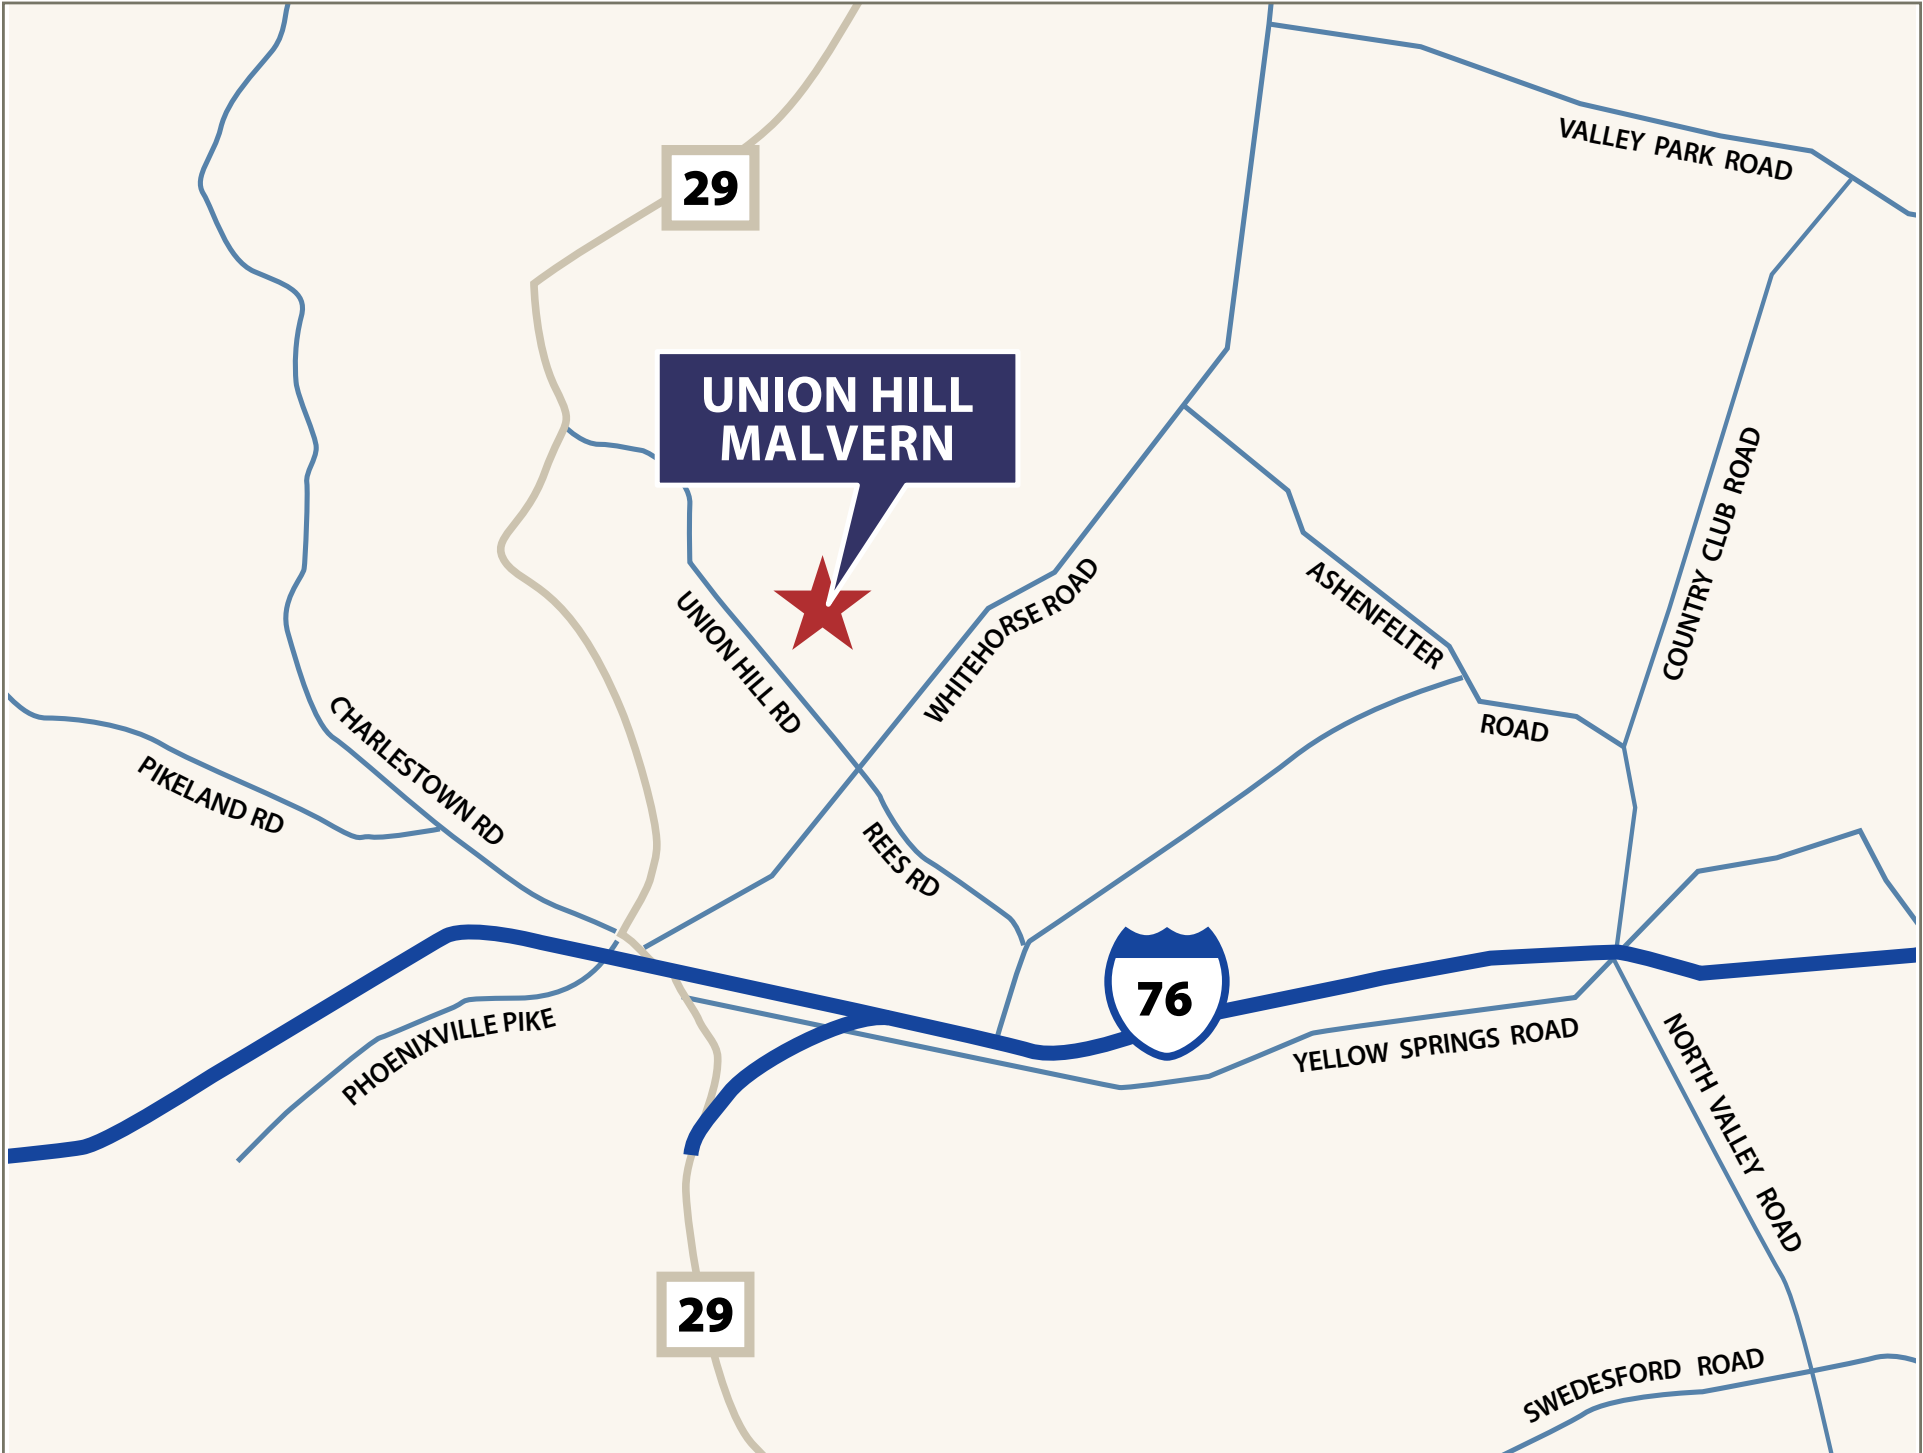 VALLEY PARK ROAD
29
UNION HILL
MALVERN
COUNTRY CLUB ROAD
WHITEHORSE ROAD
ASHENFELTER
ROAD
UNION HILL RD
CHARLESTOWN RD
PIKELAND RD
REES RD
76
PHOENIXVILLE PIKE
YELLOW SPRINGS ROAD
NORTH VALLEY ROAD
29
SWEDESFORD ROAD